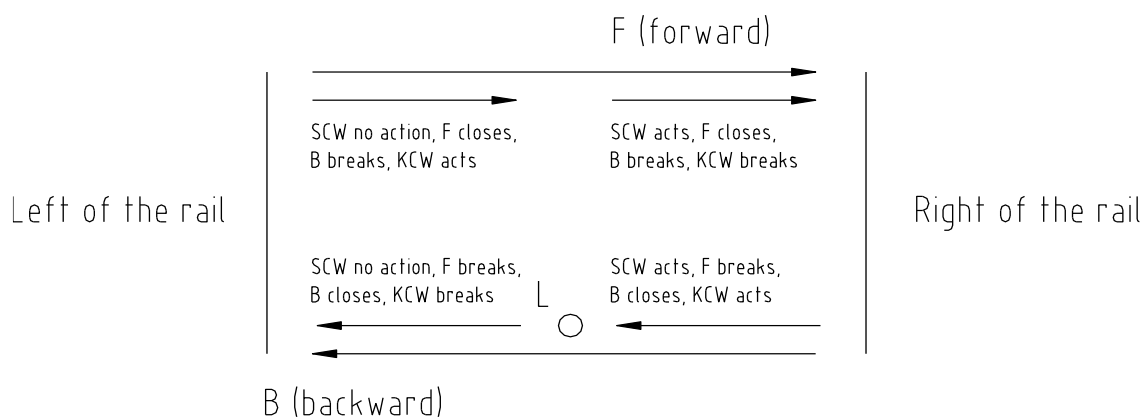 F (forward)
SCW no action, F closes,
B breaks, KCW acts
SCW acts, F closes,
B breaks, KCW breaks
Left of the rail
Right of the rail
SCW no action, F breaks,
B closes, KCW breaks
L
SCW acts, F breaks,
B closes, KCW acts
B (backward)